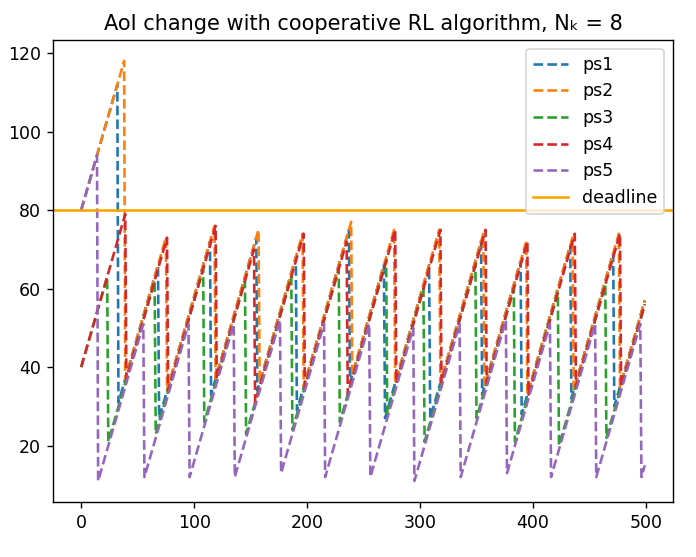 AoI change with cooperative RL algorithm, Nₖ = 8
120
100
80
60
40
20
0
100
200
300
400
500
ps1
ps2
ps3
ps4
ps5
deadline